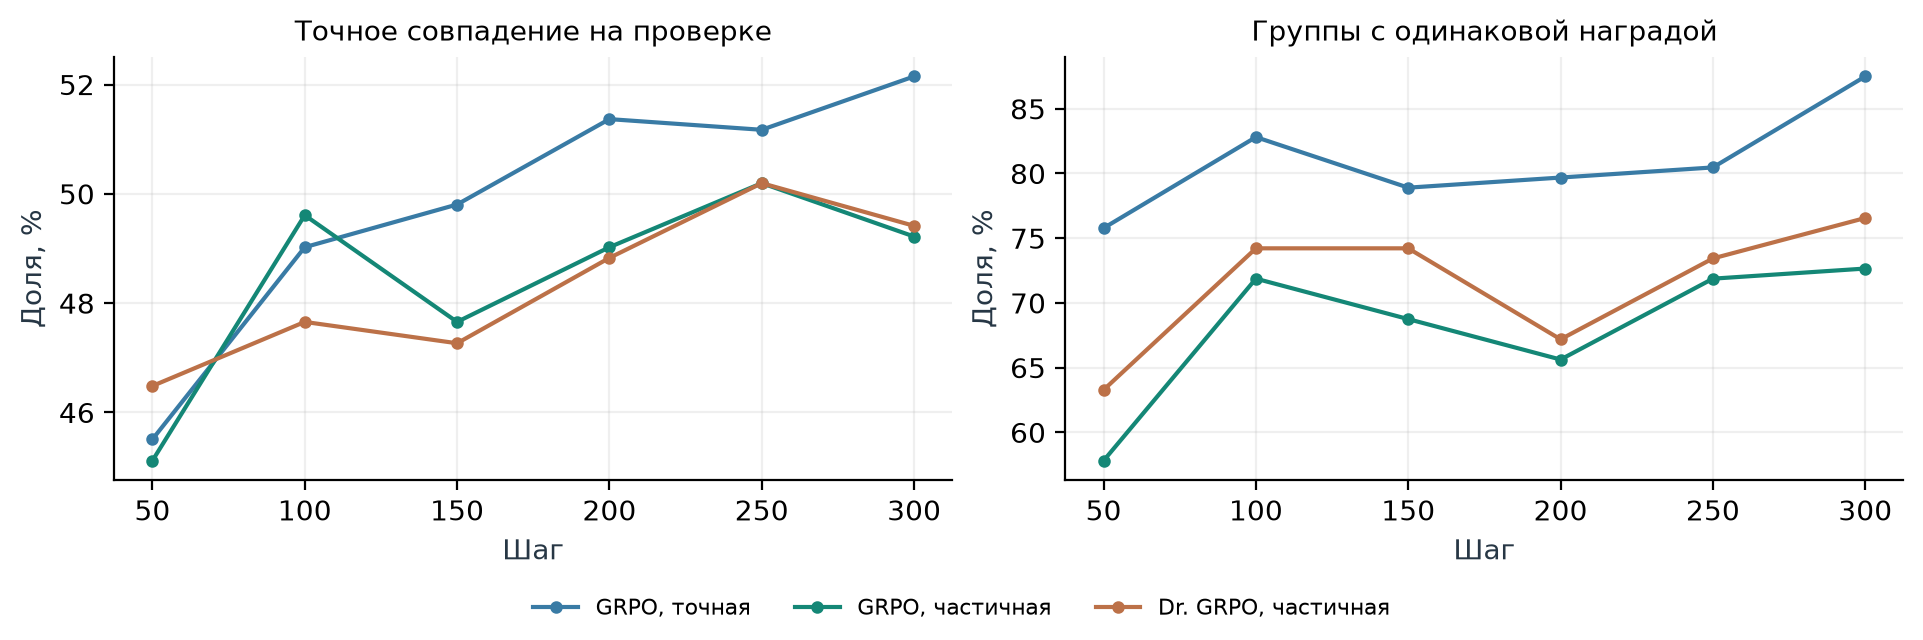 Точное совпадение на проверке
Доля, %
52
50
48
46
50 100 150 200 250 300
Шаг
Группы с одинаковой наградой
Доля, %
85
80
75
70
65
60
50 100 150 200 250 300
Шаг
GRPO, точная GRPO, частичная Dr. GRPO, частичная